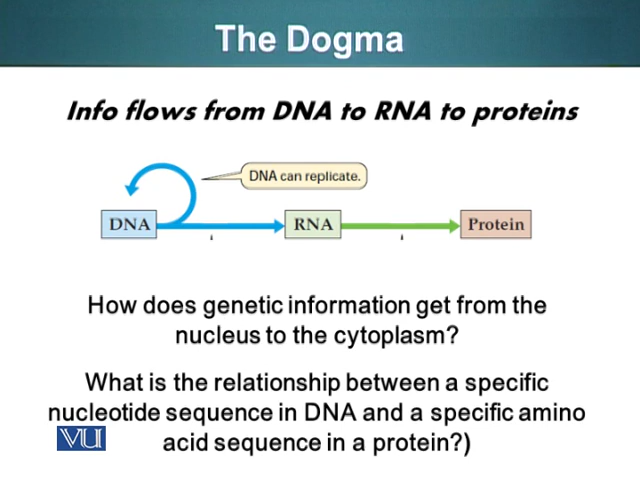 The Dogma
Info flows from DNA to RNA to proteins
DNA can replicate.
DNA RNA Protein
How does genetic information get from the
nucleus to the cytoplasm?
What is the relationship between a specific
nucleotide sequence in DNA and a specific amino
acid sequence in a protein?)
VU